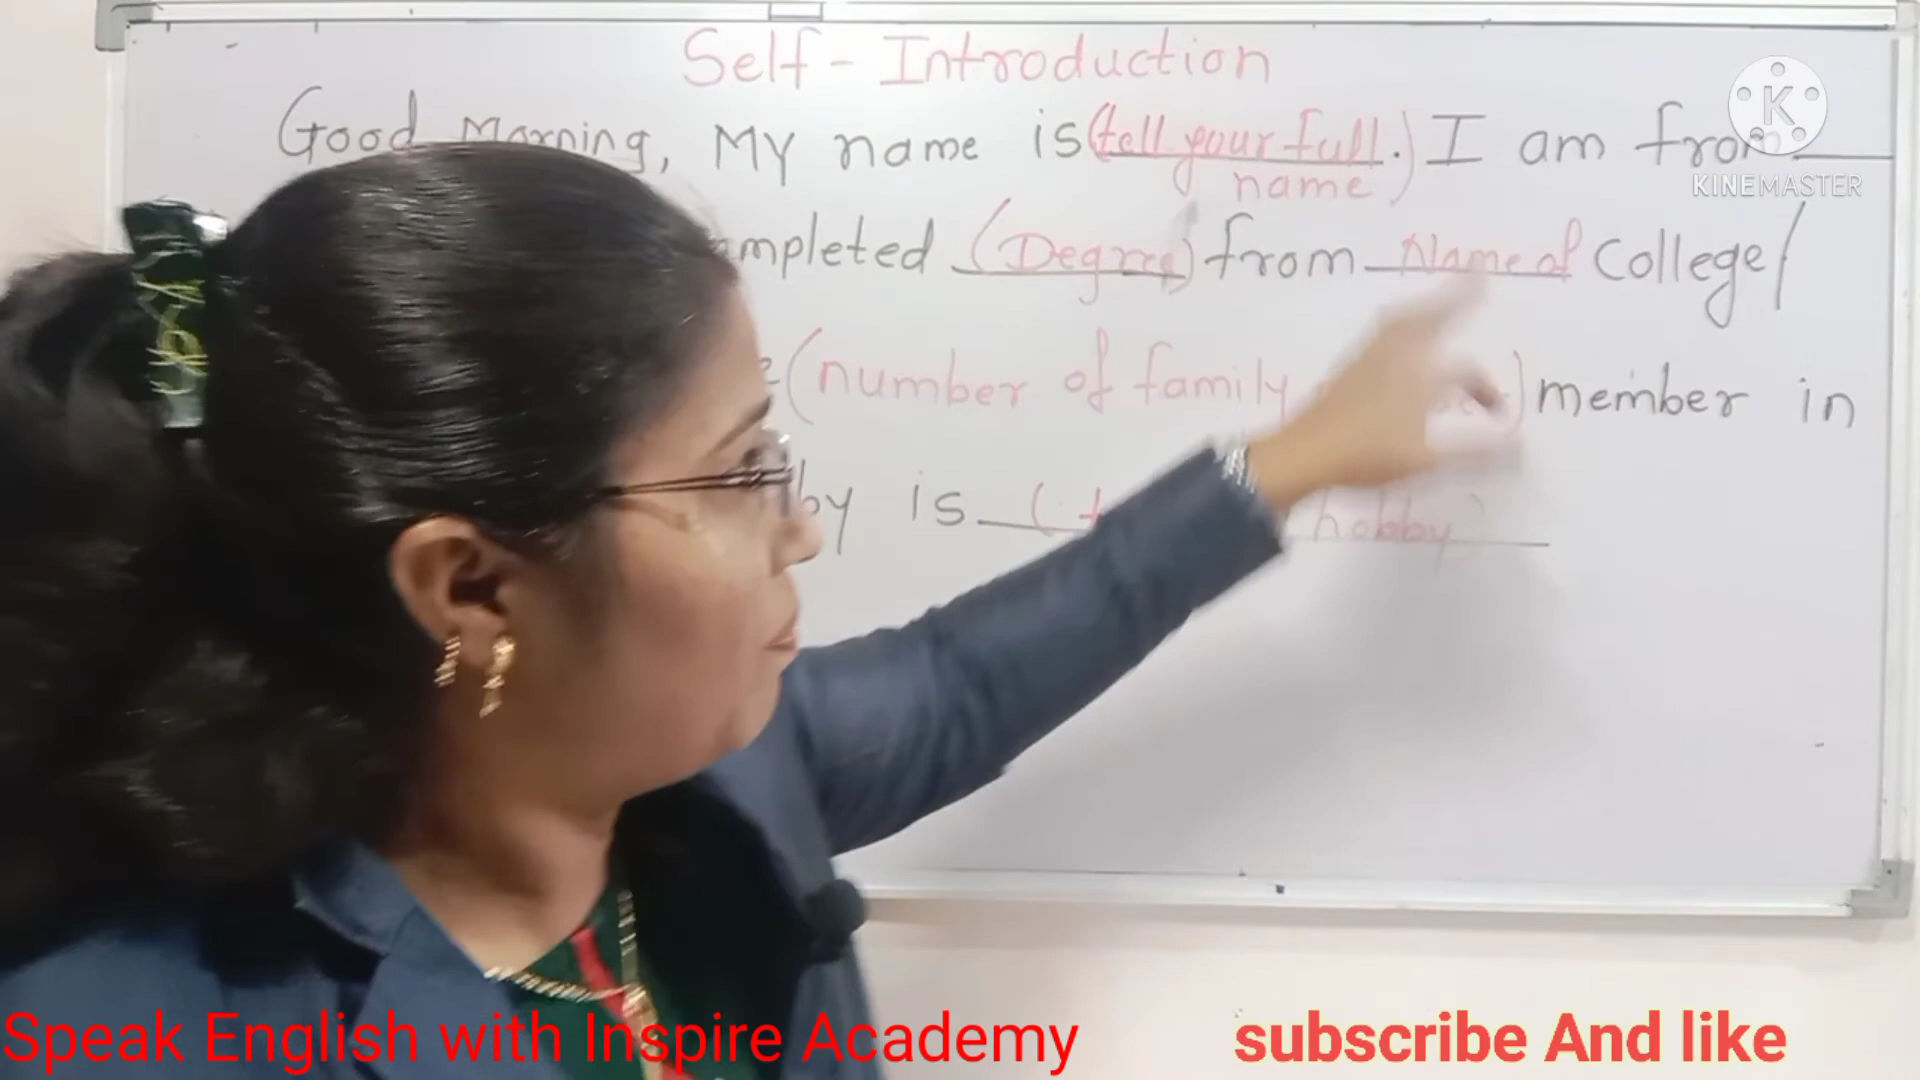 Self - Introduction
Good Morning, My name is (tell your full name.) I am from
mpleted (Degree) from Name of College/
(number of family ) member in
by is ( t hobby)
K
KINEMASTER
Speak English with Inspire Academy
subscribe And like